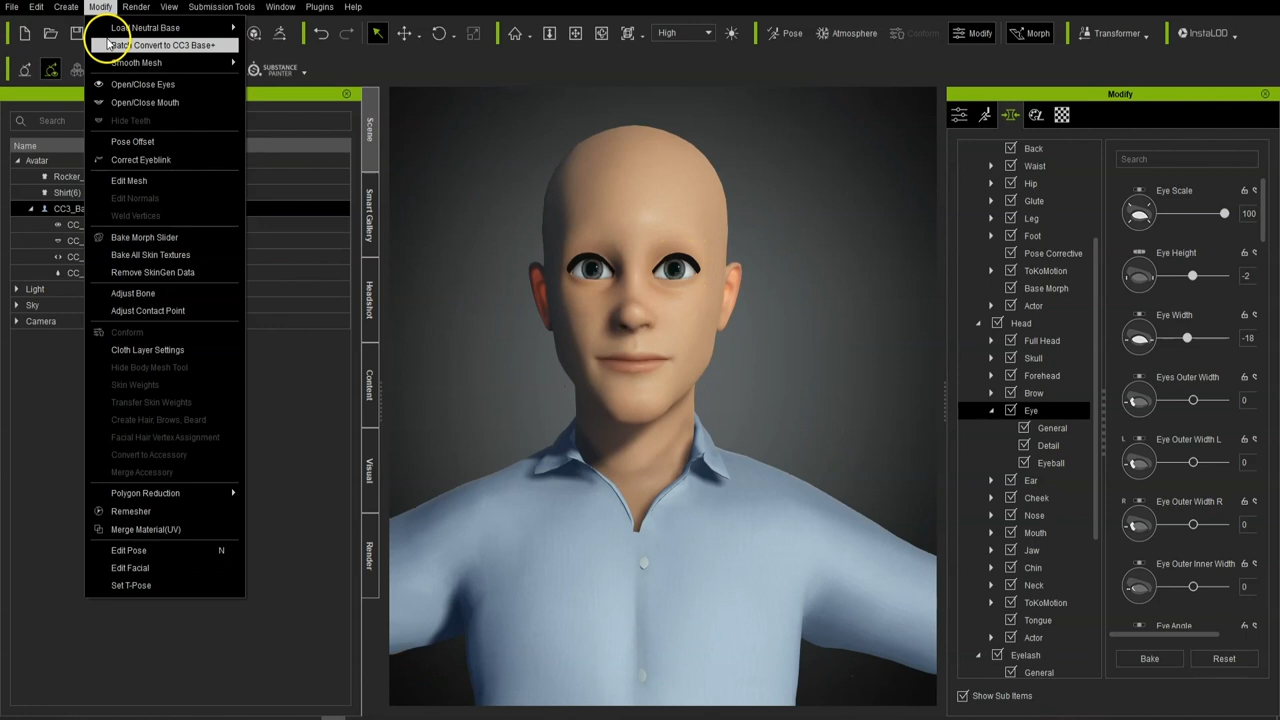 File Edit Create Modify Render View Submission Tools Window Plugins Help
High
Pose
Atmosphere
Conform
Modify
Morph
Transformer
InstaLOD
SUBSTANCE
PAINTER
Load Neutral Base
Batch Convert to CC3 Base+
Smooth Mesh
Open/Close Eyes
Open/Close Mouth
Hide Teeth
Pose Offset
Correct Eyeblink
Edit Mesh
Edit Normals
Weld Vertices
Bake Morph Slider
Bake All Skin Textures
Remove SkinGen Data
Adjust Bone
Adjust Contact Point
Conform
Cloth Layer Settings
Hide Body Mesh Tool
Skin Weights
Transfer Skin Weights
Create Hair, Brows, Beard
Facial Hair Vertex Assignment
Convert to Accessory
Merge Accessory
Polygon Reduction
Remesher
Merge Material(UV)
Edit Pose N
Edit Facial
Set T-Pose
Search
Name
Avatar
Rocker_
Shirt(6)
CC3_Ba
CC_
CC_
CC_
CC_
Light
Sky
Camera
Scene
Smart Gallery
Headshot
Content
Visual
Render
Modify
Back
Waist
Hip
Glute
Leg
Foot
Pose Corrective
ToKoMotion
Base Morph
Actor
Head
Full Head
Skull
Forehead
Brow
Eye
General
Detail
Eyeball
Ear
Cheek
Nose
Mouth
Jaw
Chin
Neck
ToKoMotion
Tongue
Actor
Eyelash
General
Show Sub Items
Search
Eye Scale
100
Eye Height
-2
Eye Width
-18
Eyes Outer Width
0
L Eye Outer Width L
0
R Eye Outer Width R
0
Eye Outer Inner Width
0
Eye Angle
Bake Reset